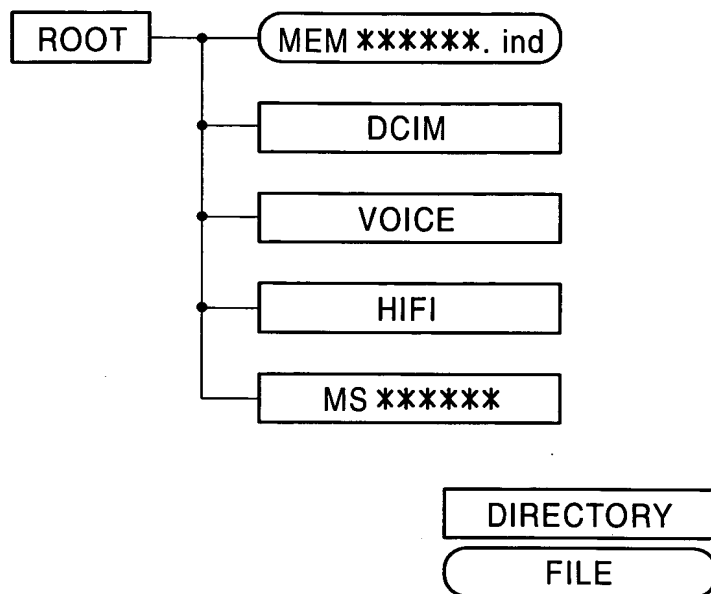 ROOT
MEM ******. ind
DCIM
VOICE
HIFI
MS ******
DIRECTORY
FILE